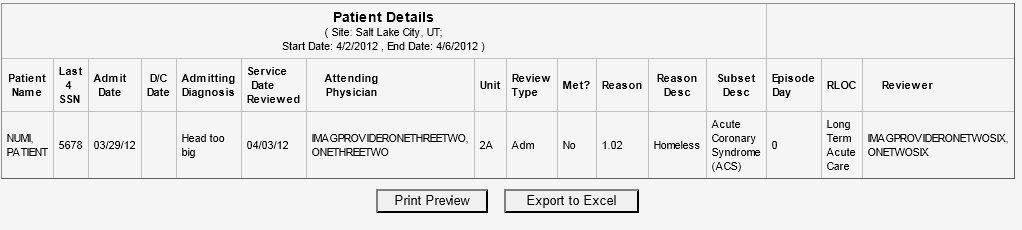 Patient Details
( Site: Salt Lake City, UT;
Start Date: 4/2/2012 , End Date: 4/6/2012 )
Patient Name Last 4 SSN Admit Date D/C Date Admitting Diagnosis Service Date Reviewed Attending Physician Unit Review Type Met? Reason Reason Desc Subset Desc Episode Day RLOC Reviewer
NUMI, PATIENT 5678 03/29/12 Head too big 04/03/12 IMAGPROVIDERONETHREETWO, ONETHREETWO 2A Adm No 1.02 Homeless Acute Coronary Syndrome (ACS) 0 Long Term Acute Care IMAGPROVIDERONETWOSIX, ONETWOSIX
Print Preview Export to Excel